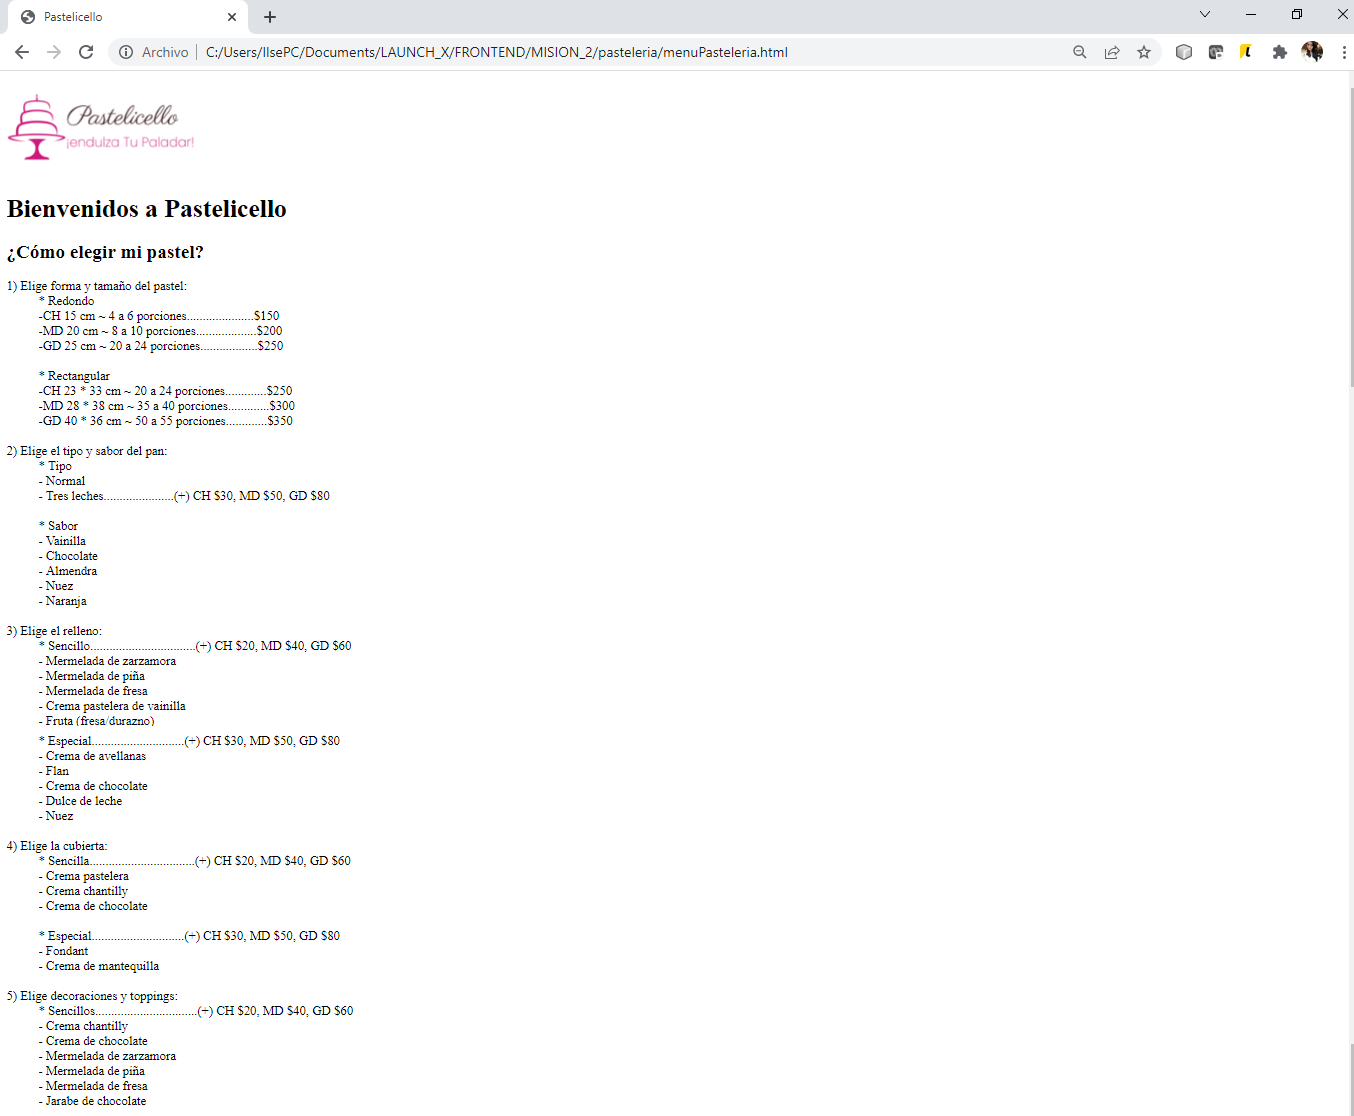 Pastelicello
Archivo
C:/Users/IlsePC/Documents/LAUNCH_X/FRONTEND/MISION_2/pasteleria/menuPasteleria.html
Pastelicello
¡endulza Tu Paladar!
Bienvenidos a Pastelicello
¿Cómo elegir mi pastel?
1) Elige forma y tamaño del pastel:
* Redondo
-CH 15 cm ~ 4 a 6 porciones.....................$150
-MD 20 cm ~ 8 a 10 porciones...................$200
-GD 25 cm ~ 20 a 24 porciones..................$250
* Rectangular
-CH 23 * 33 cm ~ 20 a 24 porciones.............$250
-MD 28 * 38 cm ~ 35 a 40 porciones.............$300
-GD 40 * 36 cm ~ 50 a 55 porciones.............$350
2) Elige el tipo y sabor del pan:
* Tipo
- Normal
- Tres leches......................(+) CH $30, MD $50, GD $80
* Sabor
- Vainilla
- Chocolate
- Almendra
- Nuez
- Naranja
3) Elige el relleno:
* Sencillo.................................(+) CH $20, MD $40, GD $60
- Mermelada de zarzamora
- Mermelada de piña
- Mermelada de fresa
- Crema pastelera de vainilla
- Fruta (fresa/durazno)
* Especial.............................(+) CH $30, MD $50, GD $80
- Crema de avellanas
- Flan
- Crema de chocolate
- Dulce de leche
- Nuez
4) Elige la cubierta:
* Sencilla.................................(+) CH $20, MD $40, GD $60
- Crema pastelera
- Crema chantilly
- Crema de chocolate
* Especial.............................(+) CH $30, MD $50, GD $80
- Fondant
- Crema de mantequilla
5) Elige decoraciones y toppings:
* Sencillos................................(+) CH $20, MD $40, GD $60
- Crema chantilly
- Crema de chocolate
- Mermelada de zarzamora
- Mermelada de piña
- Mermelada de fresa
- Jarabe de chocolate